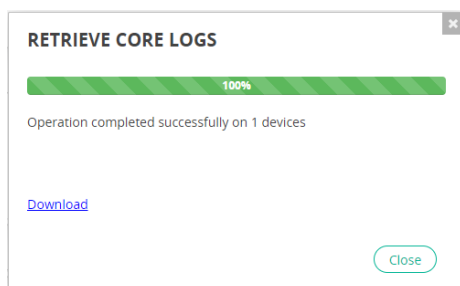 RETRIEVE CORE LOGS
100%
Operation completed successfully on 1 devices
Download
Close